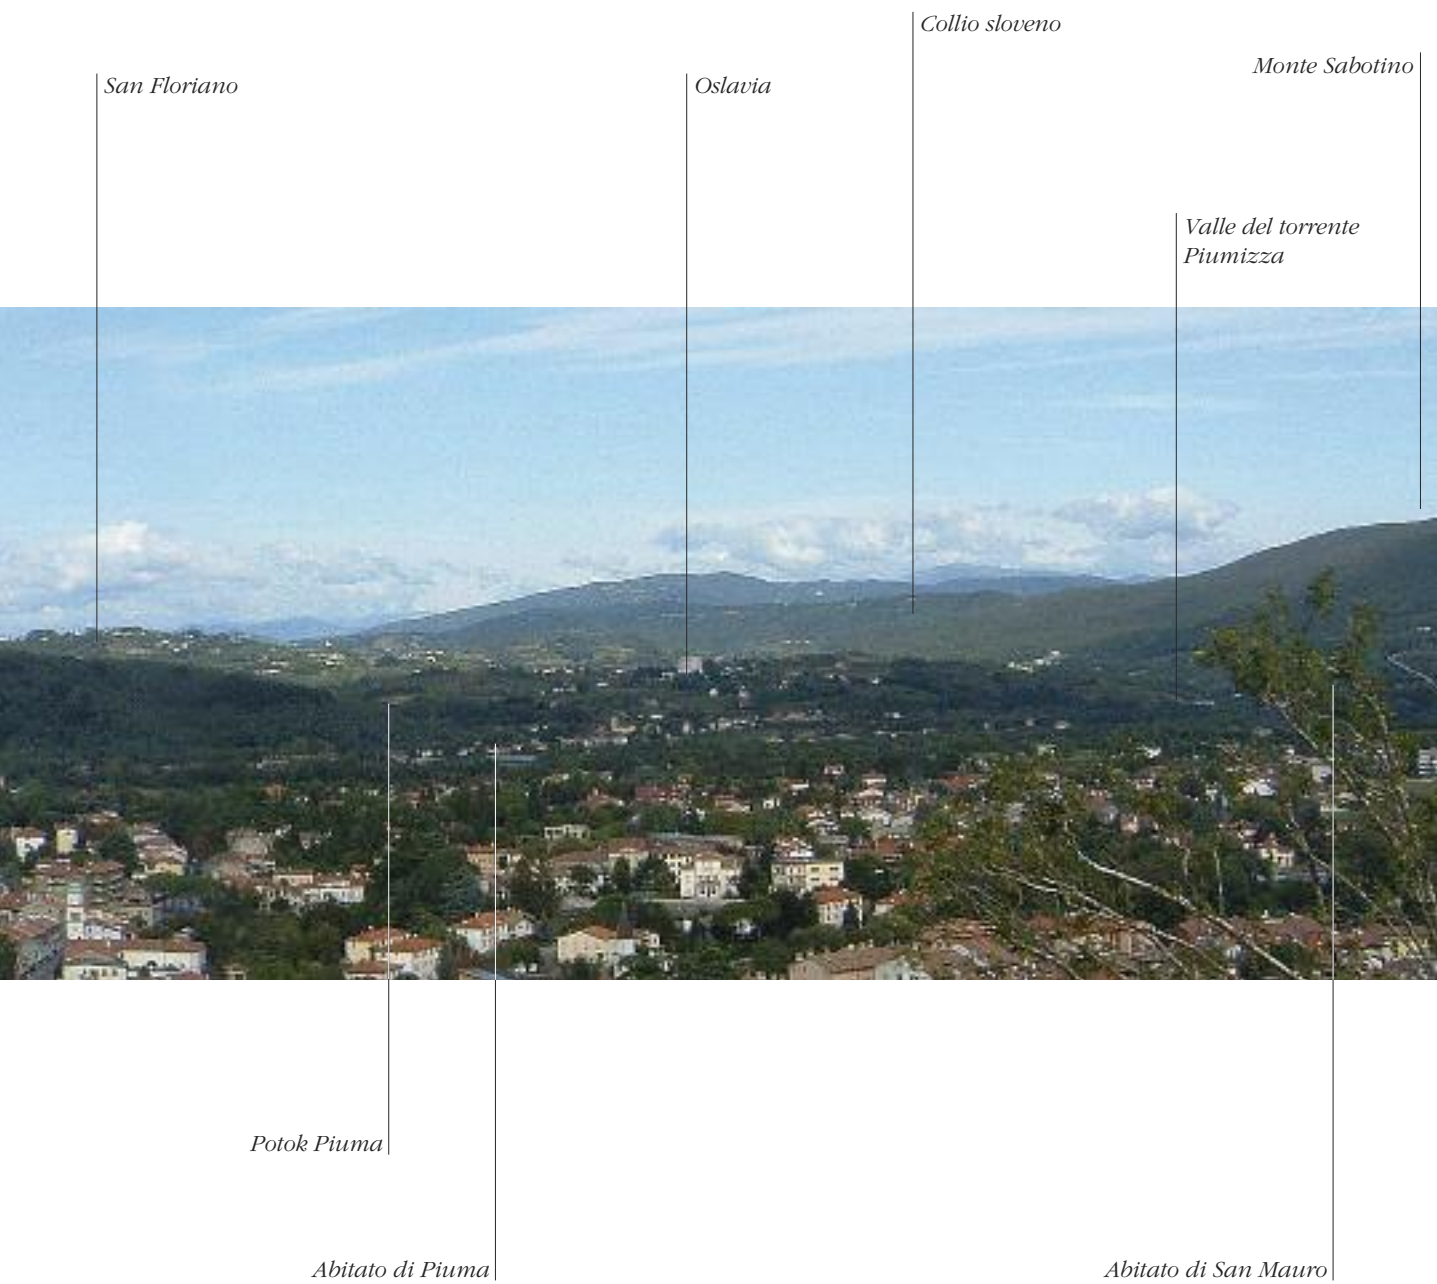 Collio sloveno
Monte Sabotino
San Floriano
Oslavia
Valle del torrente
Piumizza
Potok Piuma
Abitato di Piuma
Abitato di San Mauro